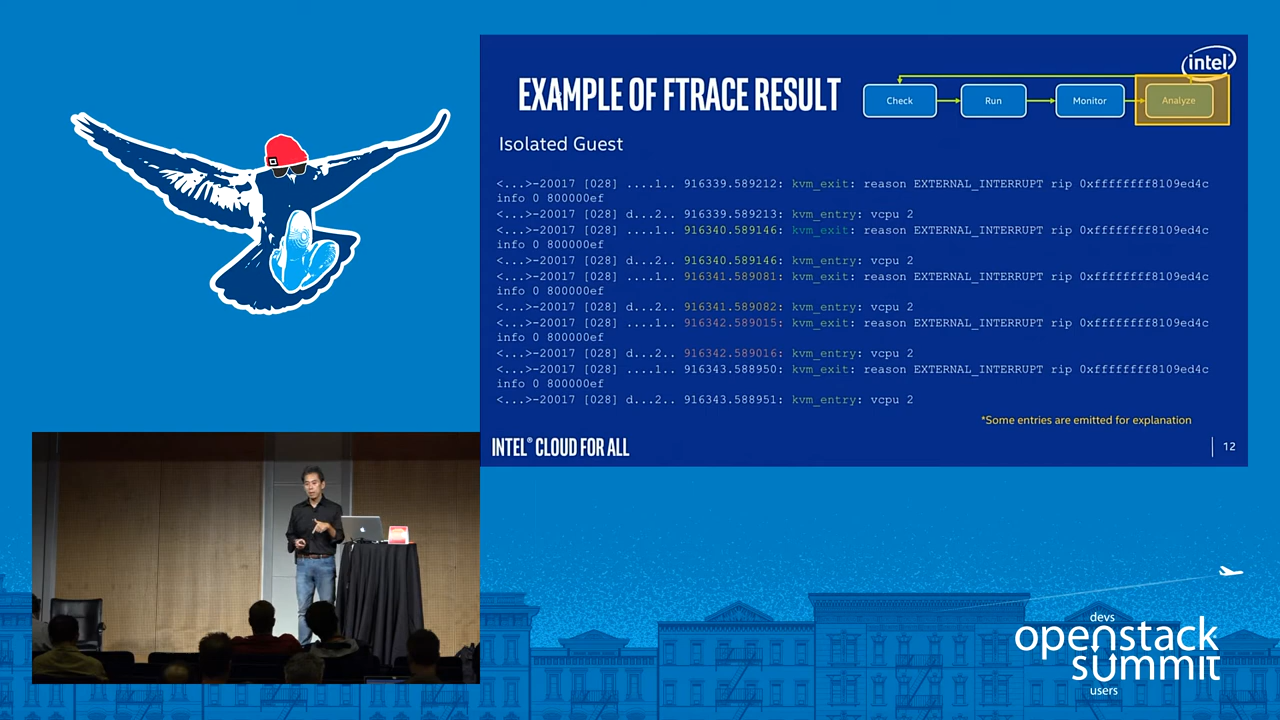 EXAMPLE OF FTRACE RESULT
intel
Check
Run
Monitor
Analyze
Isolated Guest
<...>-20017 [028] ....1.. 916339.589212: kvm_exit: reason EXTERNAL_INTERRUPT rip 0xffffffff8109ed4c
info 0 800000ef
<...>-20017 [028] d...2.. 916339.589213: kvm_entry: vcpu 2
<...>-20017 [028] ....1.. 916340.589146: kvm_exit: reason EXTERNAL_INTERRUPT rip 0xffffffff8109ed4c
info 0 800000ef
<...>-20017 [028] d...2.. 916340.589146: kvm_entry: vcpu 2
<...>-20017 [028] ....1.. 916341.589081: kvm_exit: reason EXTERNAL_INTERRUPT rip 0xffffffff8109ed4c
info 0 800000ef
<...>-20017 [028] d...2.. 916341.589082: kvm_entry: vcpu 2
<...>-20017 [028] ....1.. 916342.589015: kvm_exit: reason EXTERNAL_INTERRUPT rip 0xffffffff8109ed4c
info 0 800000ef
<...>-20017 [028] d...2.. 916342.589016: kvm_entry: vcpu 2
<...>-20017 [028] ....1.. 916343.588950: kvm_exit: reason EXTERNAL_INTERRUPT rip 0xffffffff8109ed4c
info 0 800000ef
<...>-20017 [028] d...2.. 916343.588951: kvm_entry: vcpu 2
*Some entries are emitted for explanation
INTEL® CLOUD FOR ALL
12
devs
openstack
summit
users